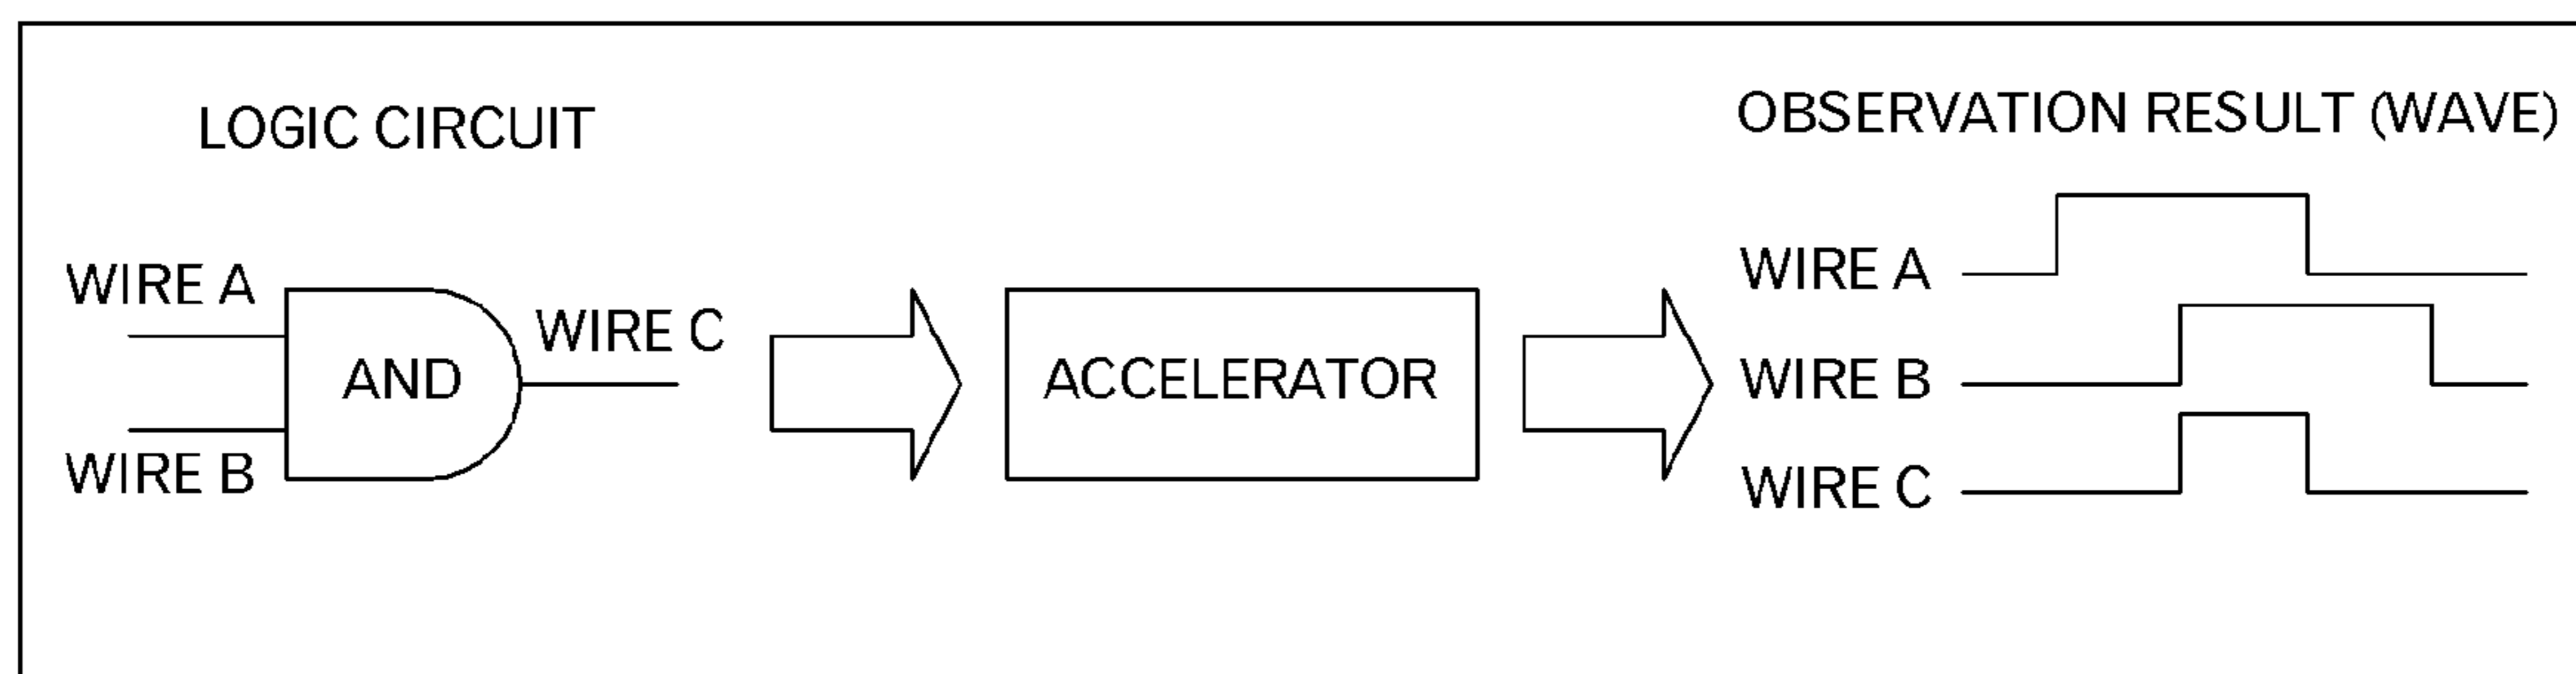 LOGIC CIRCUIT
OBSERVATION RESULT (WAVE)
WIRE A
WIRE B
AND
WIRE C
ACCELERATOR
WIRE A
WIRE B
WIRE C